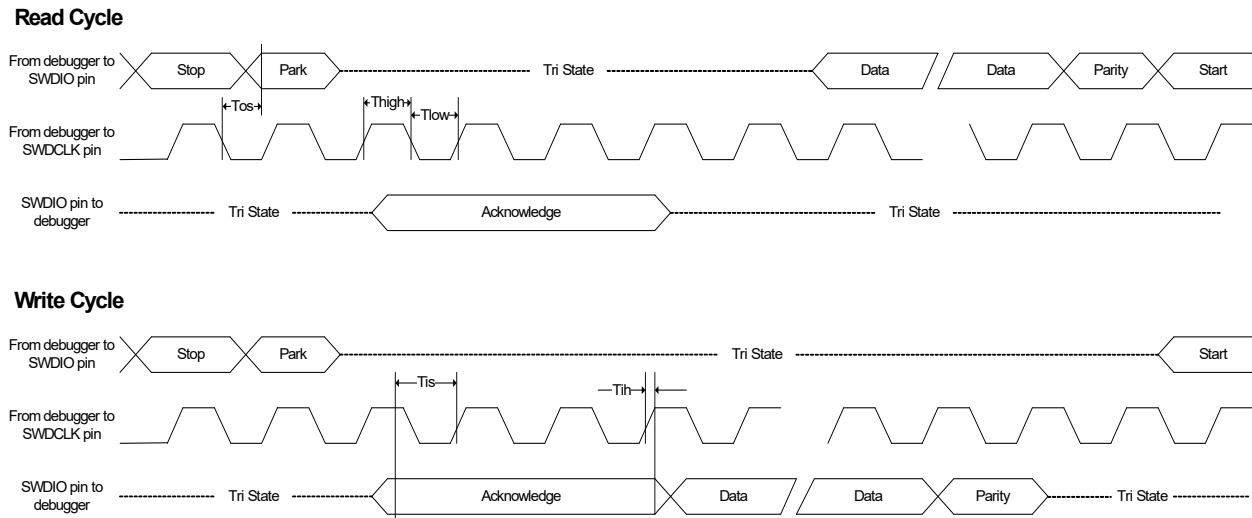 Read Cycle
From debugger to
SWDIO pin
Stop Park Tri State Data Data Parity Start
Tos Thigh Tlow
From debugger to
SWDCLK pin
SWDIO pin to
debugger
Tri State Acknowledge Tri State
Write Cycle
From debugger to
SWDIO pin
Stop Park Tri State Start
Tis Tih
From debugger to
SWDCLK pin
SWDIO pin to
debugger
Tri State Acknowledge Data Data Parity Tri State